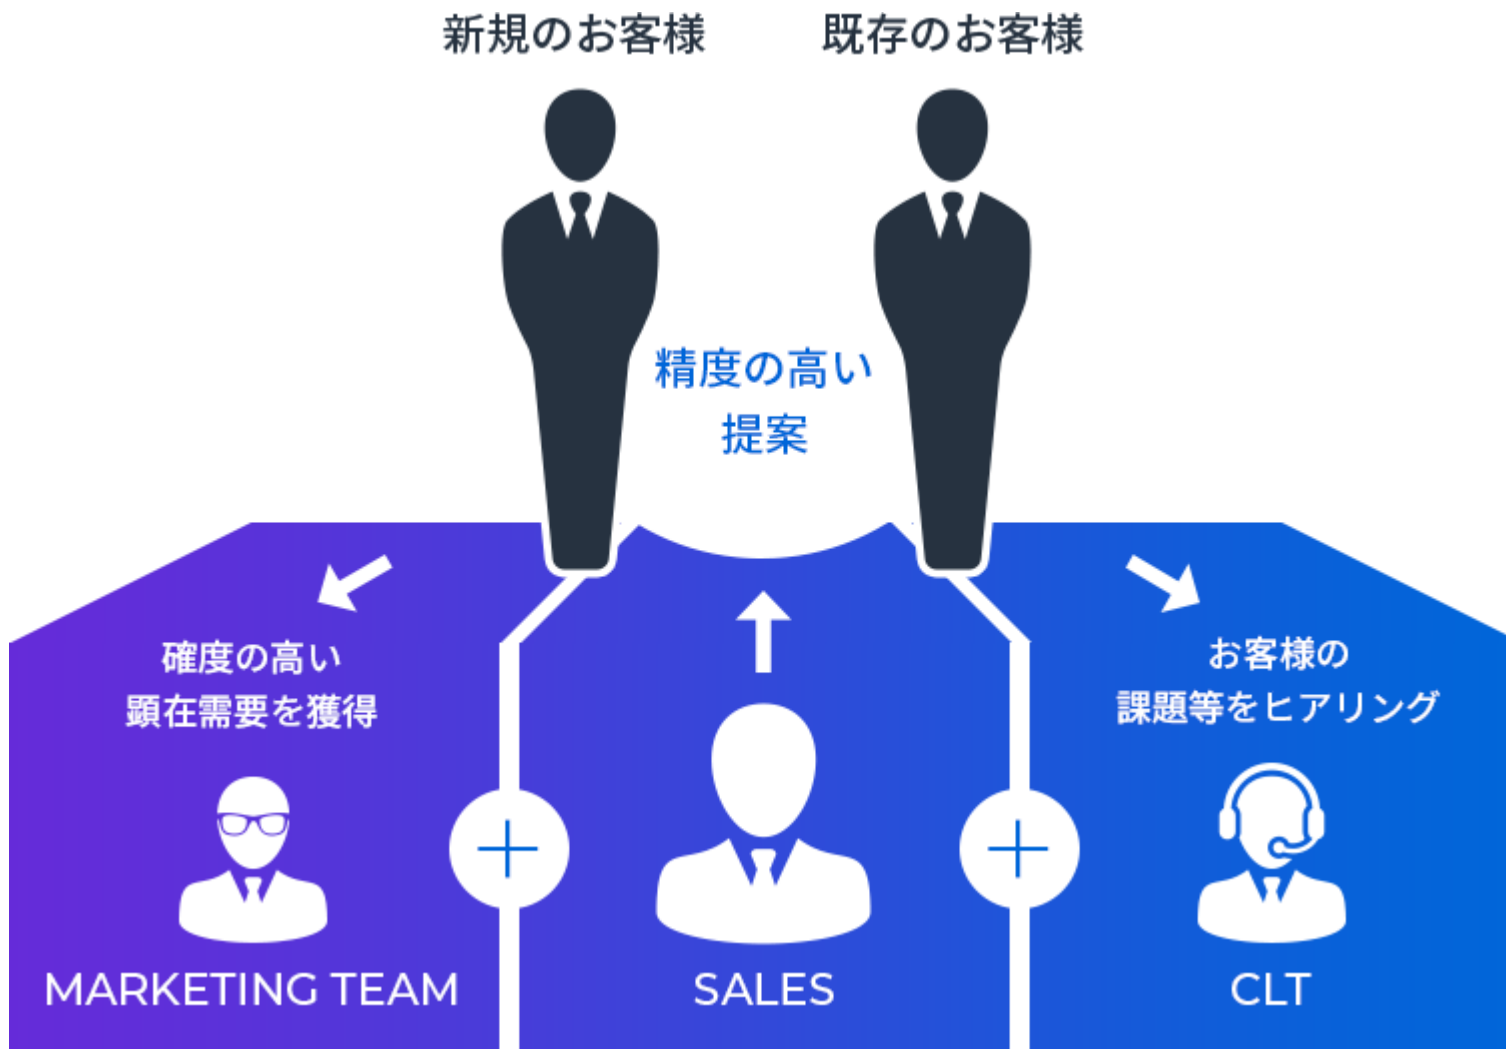 新規のお客様
既存のお客様
精度の高い
提案
確度の高い
顕在需要を獲得
お客様の
課題等をヒアリング
MARKETING TEAM
SALES
CLT